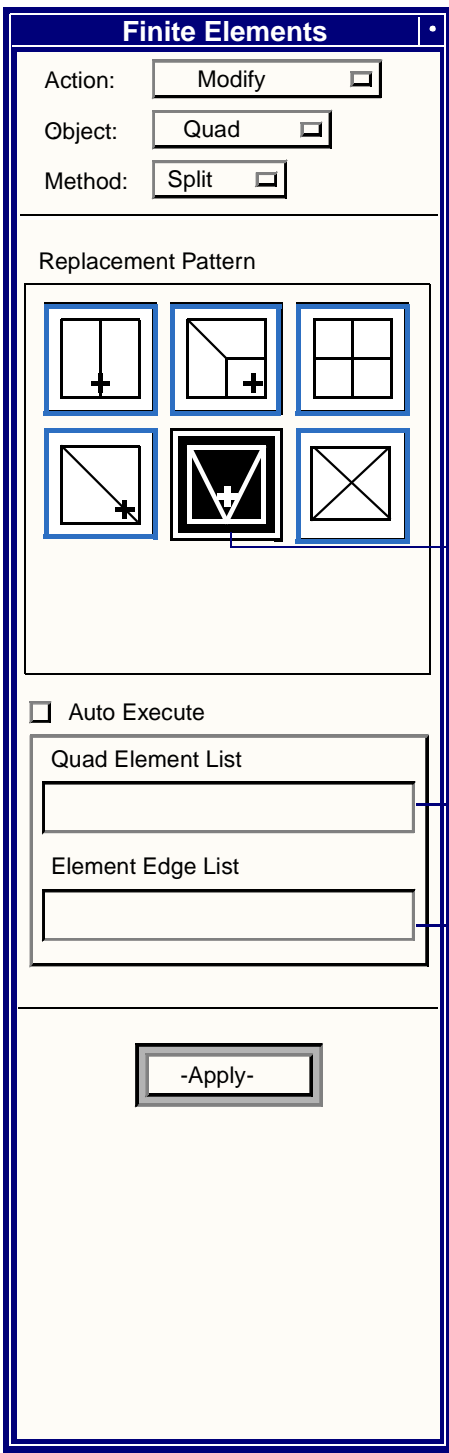 Finite Elements
Action: Modify
Object: Quad
Method: Split
Replacement Pattern
Auto Execute
Quad Element List
Element Edge List
-Apply-